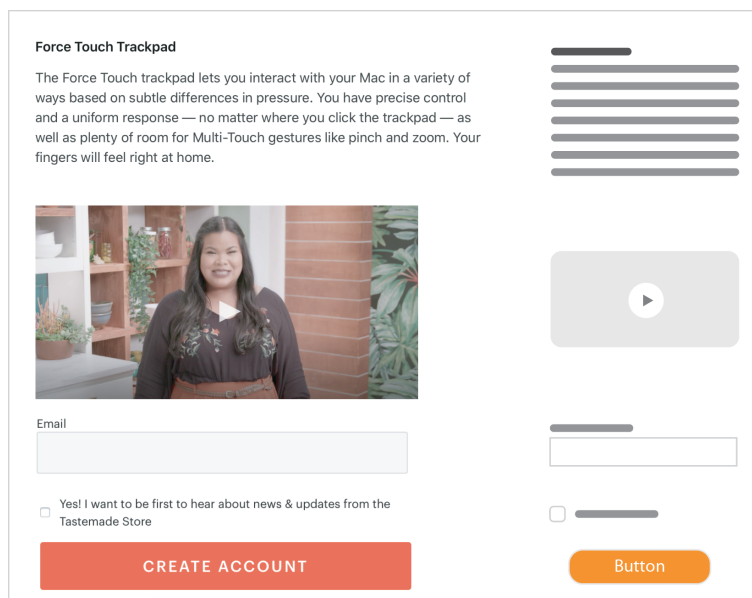 Force Touch Trackpad
The Force Touch trackpad lets you interact with your Mac in a variety of
ways based on subtle differences in pressure. You have precise control
and a uniform response — no matter where you click the trackpad — as
well as plenty of room for Multi-Touch gestures like pinch and zoom. Your
fingers will feel right at home.
Email
Yes! I want to be first to hear about news & updates from the
Tastemade Store
CREATE ACCOUNT
Button